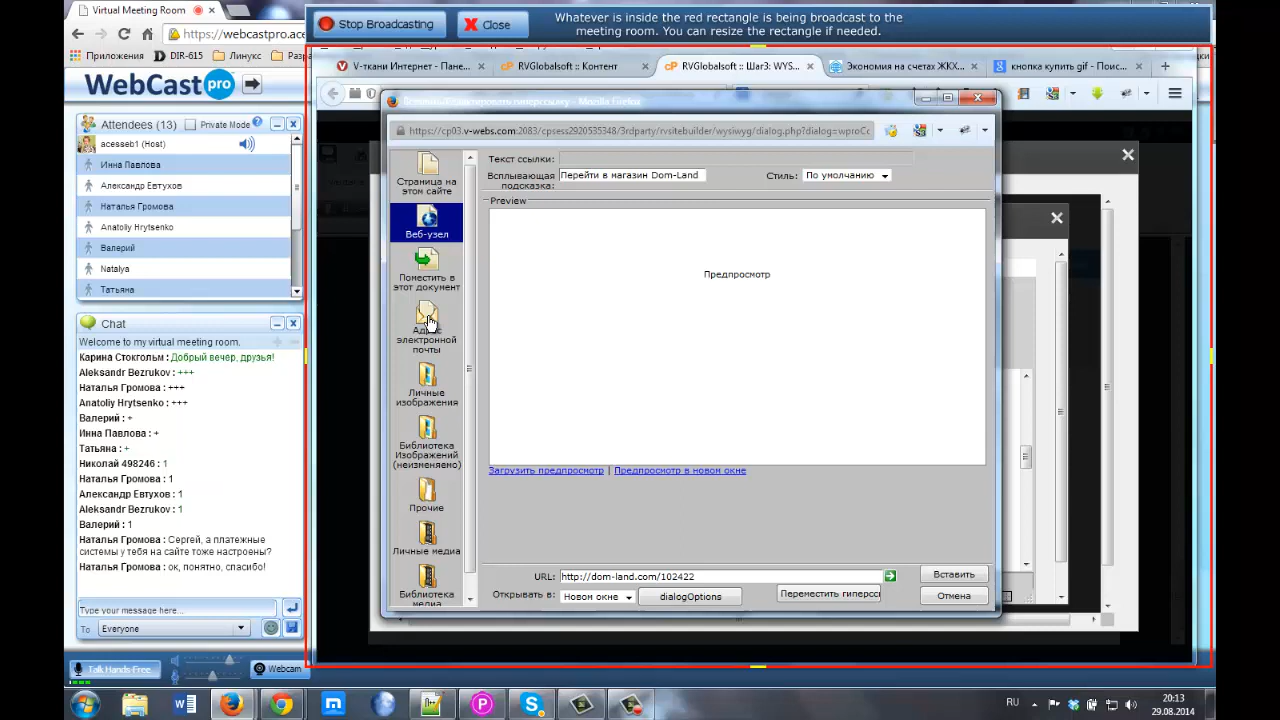 Virtual Meeting Room
https://webcastpro.ace
Приложения
DIR-615
Линукс
WebCast pro
Attendees (13)
Private Mode
acesseb1 (Host)
Инна Павлова
Александр Евтухов
Наталья Громова
Anatoliy Hrytsenko
Валерий
Natalya
Татьяна
Chat
Welcome to my virtual meeting room.
Карина Стокгольм : Добрый вечер, друзья!
Aleksandr Bezrukov : +++
Наталья Громова : +++
Anatoliy Hrytsenko : +++
Валерий : +
Инна Павлова : +
Татьяна : +
Николай 498246 : 1
Наталья Громова : 1
Александр Евтухов : 1
Aleksandr Bezrukov : 1
Валерий : 1
Наталья Громова : Сергей, а платежные
системы у тебя на сайте тоже настроены?
Наталья Громова : ок, понятно, спасибо!
Type your message here...
To
Everyone
Talk Hands-Free
Webcam
Stop Broadcasting
Close
Whatever is inside the red rectangle is being broadcast to the
meeting room. You can resize the rectangle if needed.
V-ткани Интернет - Пане...
RVGlobalsoft :: Контент
RVGlobalsoft :: Шаг3: WYS...
Экономия на счетах ЖКХ...
кнопка купить gif - Поис...
https://cp03.v-webs.com:2083/cpsess2920535348/3rdparty/rvsitebuilder/wysiwyg/dialog.php?dialog=wproCo
Страница на
этом сайте
Веб-узел
Поместить в
этот документ
Адрес
электронной
почты
Личные
изображения
Библиотека
Изображений
(неизменяемо)
Прочие
Личные медиа
Библиотека
медиа
Текст ссылки:
Всплывающая
подсказка:
Перейти в магазин Dom-Land
Стиль:
По умолчанию
Preview
Предпросмотр
Загрузить предпросмотр | Предпросмотр в новом окне
URL:
http://dom-land.com/102422
Вставить
Открывать в:
Новом окне
dialogOptions
Переместить гиперсс
Отмена
RU
20:13
29.08.2014